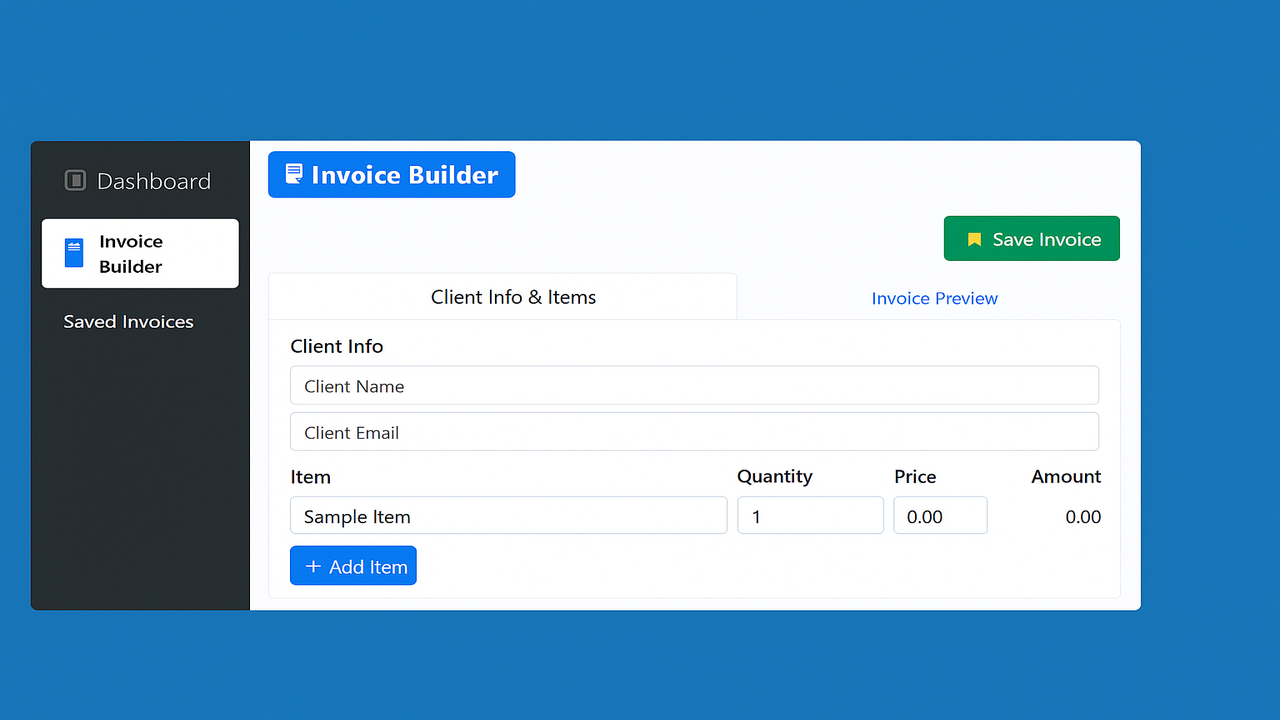 Dashboard
Invoice
Builder
Saved Invoices
Invoice Builder
Save Invoice
Client Info & Items
Invoice Preview
Client Info
Client Name
Client Email
Item Quantity Price Amount
Sample Item 1 0.00 0.00
+ Add Item